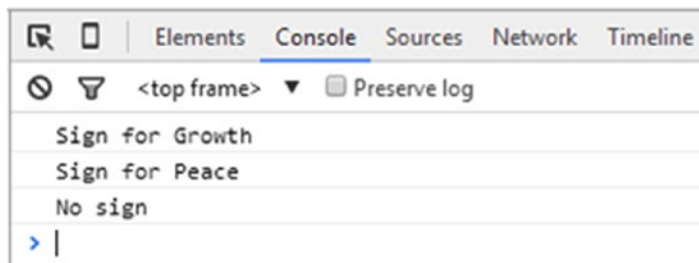 Elements Console Sources Network Timeline
<top frame> ▼ Preserve log
Sign for Growth
Sign for Peace
No sign
>